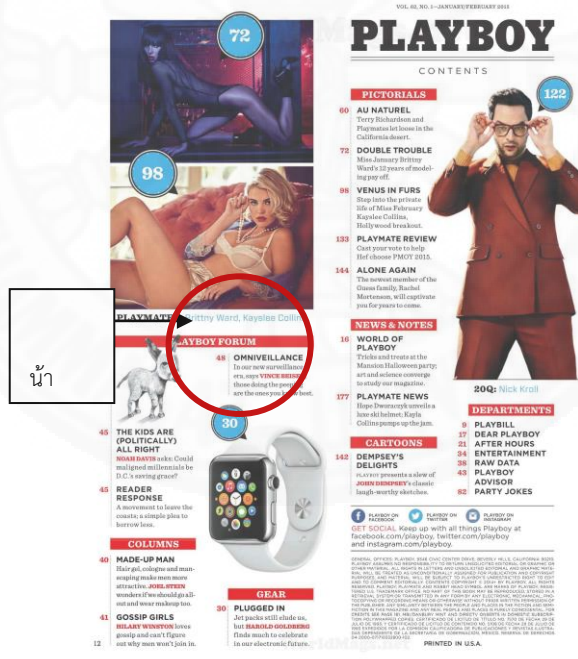 VOL. 62, NO. 1—JANUARY/FEBRUARY 2015
PLAYBOY
CONTENTS
72
98
PLAYMATE
Brittny Ward, Kayslee Collin
น้า
AYBOY FORUM
46 OMNIVEILLANCE
In our new surveillance
era, says VINCE BEISER,
those doing the peeping
are the ones you know best.
45 THE KIDS ARE
(POLITICALLY)
ALL RIGHT
NOAH DAVIS asks: Could
maligned millennials be
D.C.'s saving grace?
45 READER
RESPONSE
A movement to leave the
coasts; a simple plea to
borrow less.
COLUMNS
40 MADE-UP MAN
Hair gel, cologne and man-
scaping make men more
attractive. JOEL STEIN
wonders if we should go all-
out and wear makeup too.
41 GOSSIP GIRLS
HILARY WINSTON loves
gossip and can't figure
out why men won't join in.
30
GEAR
30 PLUGGED IN
Jet packs still elude us,
but HAROLD GOLDBERG
finds much to celebrate
in our electronic future.
12
PICTORIALS
60 AU NATUREL
Terry Richardson and
Playmates let loose in the
California desert.
72 DOUBLE TROUBLE
Miss January Brittny
Ward's 12 years of model-
ing pay off.
98 VENUS IN FURS
Step into the private
life of Miss February
Kayslee Collins,
Hollywood breakout.
133 PLAYMATE REVIEW
Cast your vote to help
Hef choose PMOY 2015.
144 ALONE AGAIN
The newest member of the
Guess family, Rachel
Mortenson, will captivate
you for years to come.
NEWS & NOTES
16 WORLD OF
PLAYBOY
Tricks and treats at the
Mansion Halloween party;
art and science converge
to study our magazine.
177 PLAYMATE NEWS
Hope Dworaczyk unveils a
luxe ski helmet; Kayla
Collins pumps up the jam.
CARTOONS
142 DEMPSEY'S
DELIGHTS
PLAYBOY presents a slew of
JOHN DEMPSEY's classic
laugh-worthy sketches.
122
20Q: Nick Kroll
DEPARTMENTS
9 PLAYBILL
17 DEAR PLAYBOY
21 AFTER HOURS
34 ENTERTAINMENT
38 RAW DATA
43 PLAYBOY
ADVISOR
82 PARTY JOKES
PLAYBOY ON
FACEBOOK
PLAYBOY ON
TWITTER
PLAYBOY ON
INSTAGRAM
GET SOCIAL Keep up with all things Playboy at
facebook.com/playboy, twitter.com/playboy
and instagram.com/playboy.
PRINTED IN U.S.A.